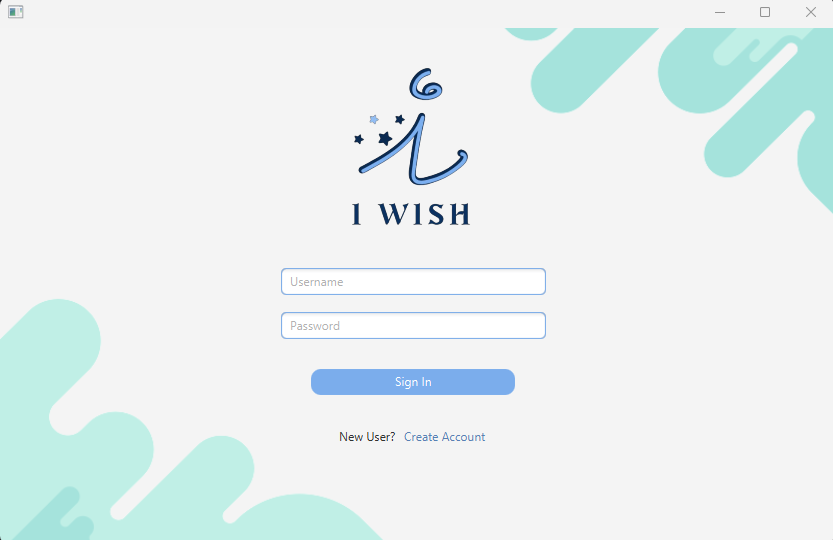 I WISH
Username
Password
Sign In
New User? Create Account